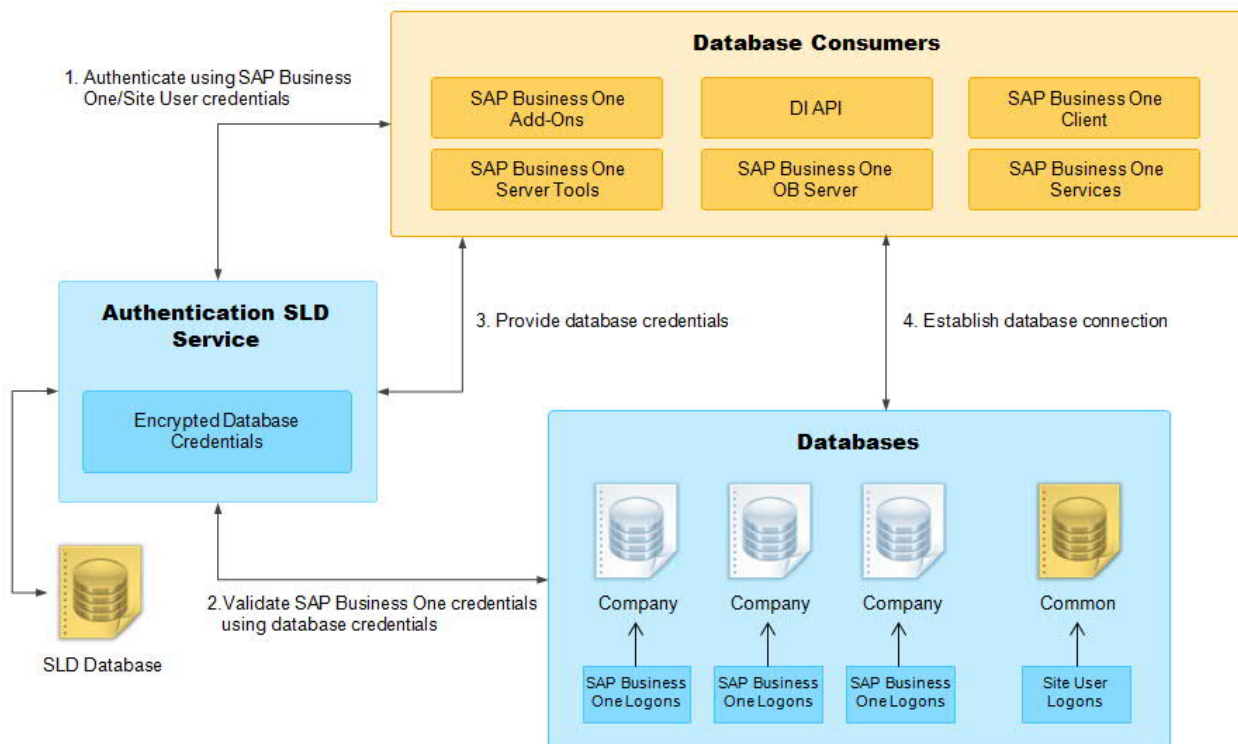 Database Consumers
1. Authenticate using SAP Business
One/Site User credentials
SAP Business One
Add-Ons
DI API
SAP Business One
Client
SAP Business One
Server Tools
SAP Business One
OB Server
SAP Business One
Services
Authentication SLD
Service
3. Provide database credentials
4. Establish database connection
Encrypted Database
Credentials
Databases
Company
Company
Company
Common
2.Validate SAP Business One credentials
using database credentials
SLD Database
SAP Business
One Logons
SAP Business
One Logons
SAP Business
One Logons
Site User
Logons